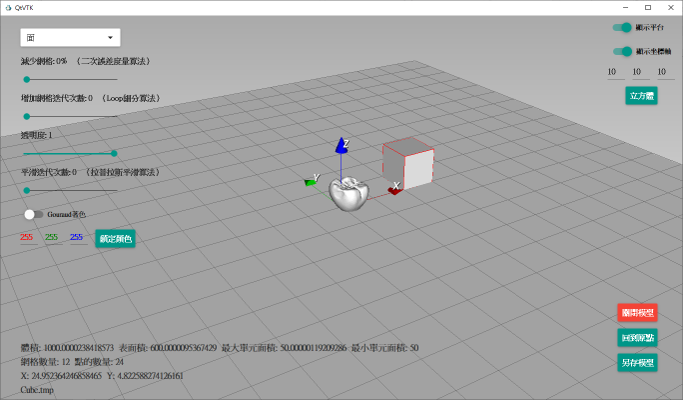 QtVTK
面
顯示平台
減少網格: 0% （二次誤差度量算法）
顯示坐標軸
10 10 10
增加網格迭代次數: 0 （Loop細分算法）
立方體
透明度: 1
平滑迭代次數: 0 （拉普拉斯平滑算法）
Gouraud著色
255 255 255 鎖定顏色
Z
Y
X
關閉模型
回到原點
另存模型
體積: 1000.0000238418573 表面積: 600.0000095367429 最大單元面積: 50.00000119209286 最小單元面積: 50
網格數量: 12 點的數量: 24
X: 24.952364246858465 Y: 4.822588274126161
Cube.tmp